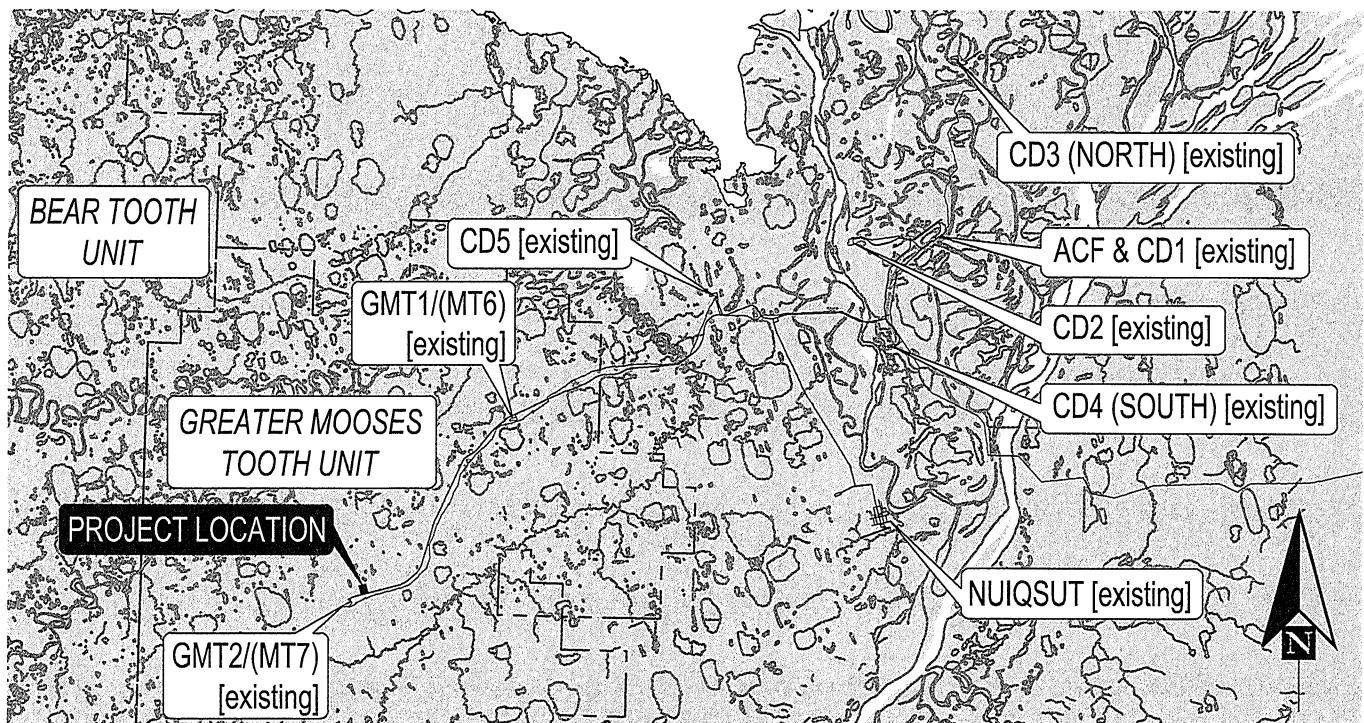 CD3 (NORTH) [existing]
BEAR TOOTH
UNIT
CD5 [existing]
ACF & CD1 [existing]
GMT1/(MT6)
[existing]
CD2 [existing]
CD4 (SOUTH) [existing]
GREATER MOOSES
TOOTH UNIT
PROJECT LOCATION
NUIQSUT [existing]
GMT2/(MT7)
[existing]
N